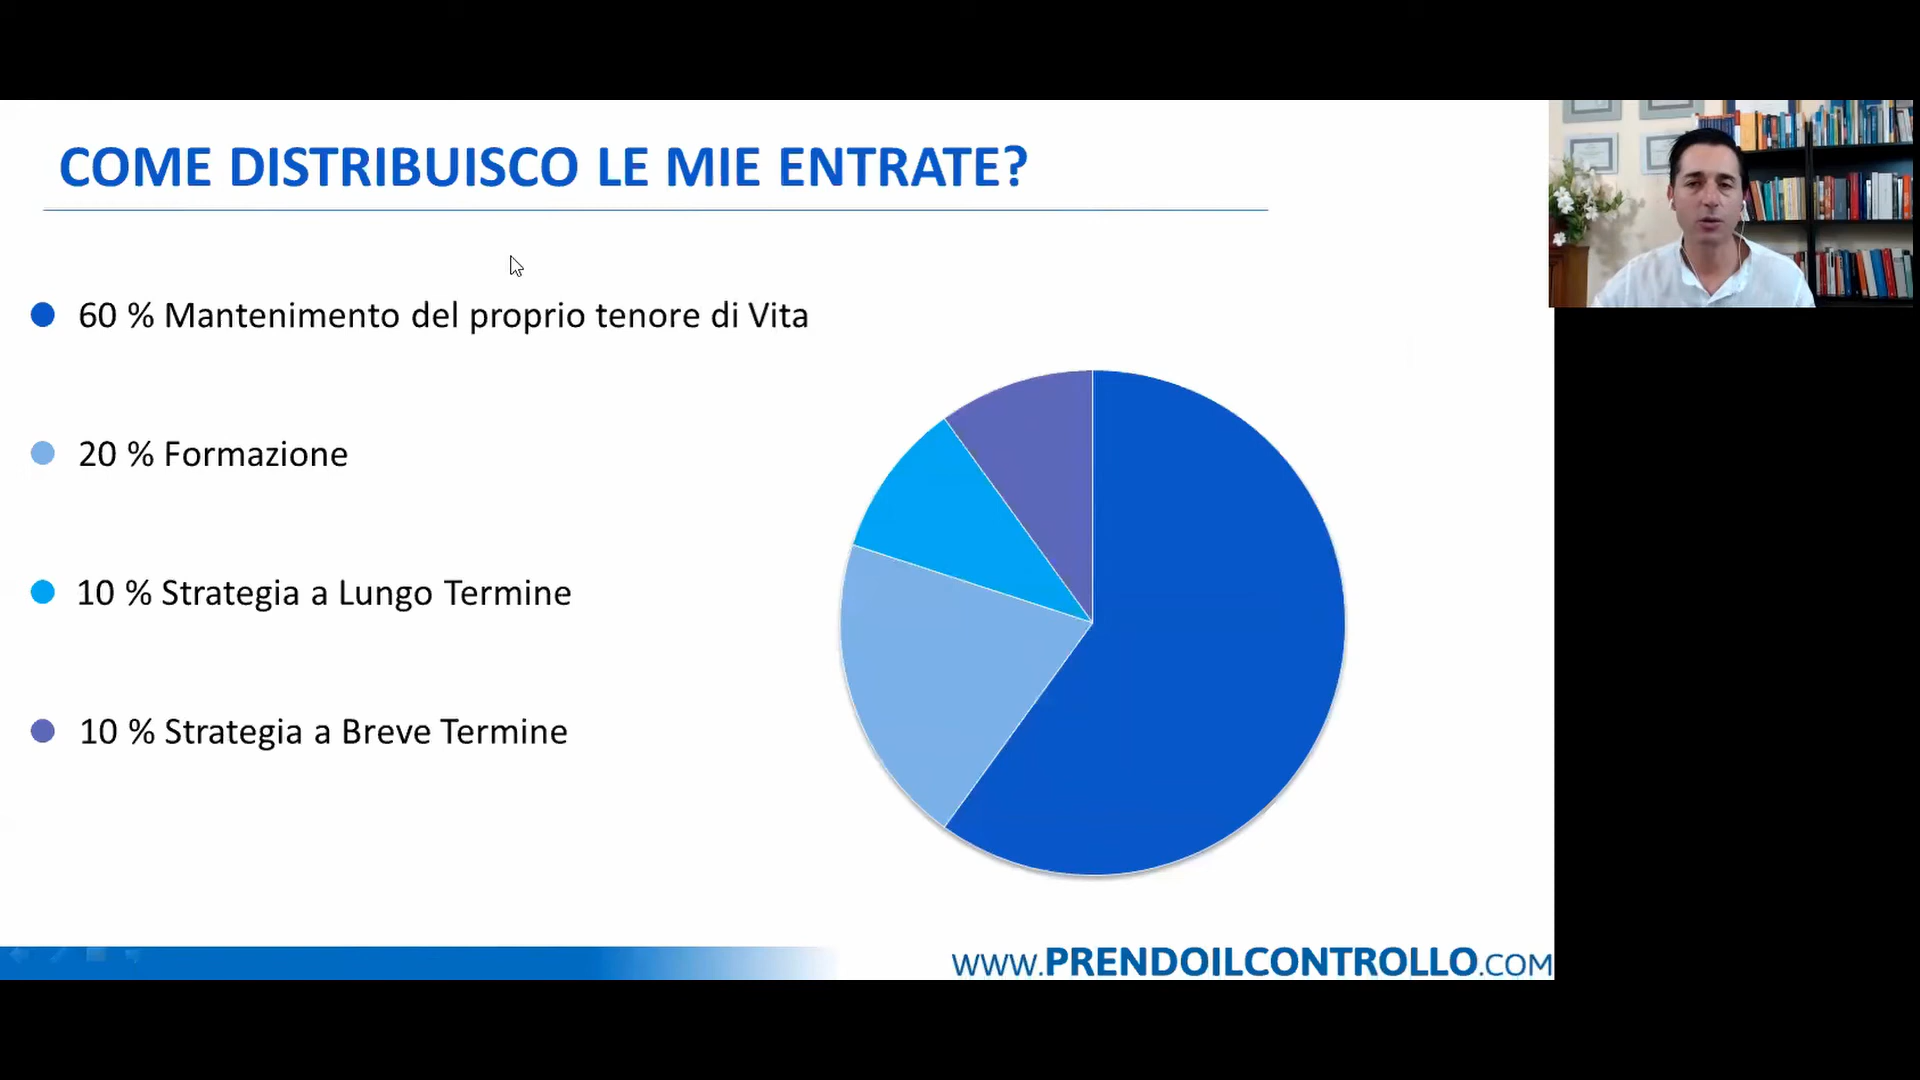 COME DISTRIBUISCO LE MIE ENTRATE?
60 % Mantenimento del proprio tenore di Vita
20 % Formazione
10 % Strategia a Lungo Termine
10 % Strategia a Breve Termine
WWW.PRENDOILCONTROLLO.COM